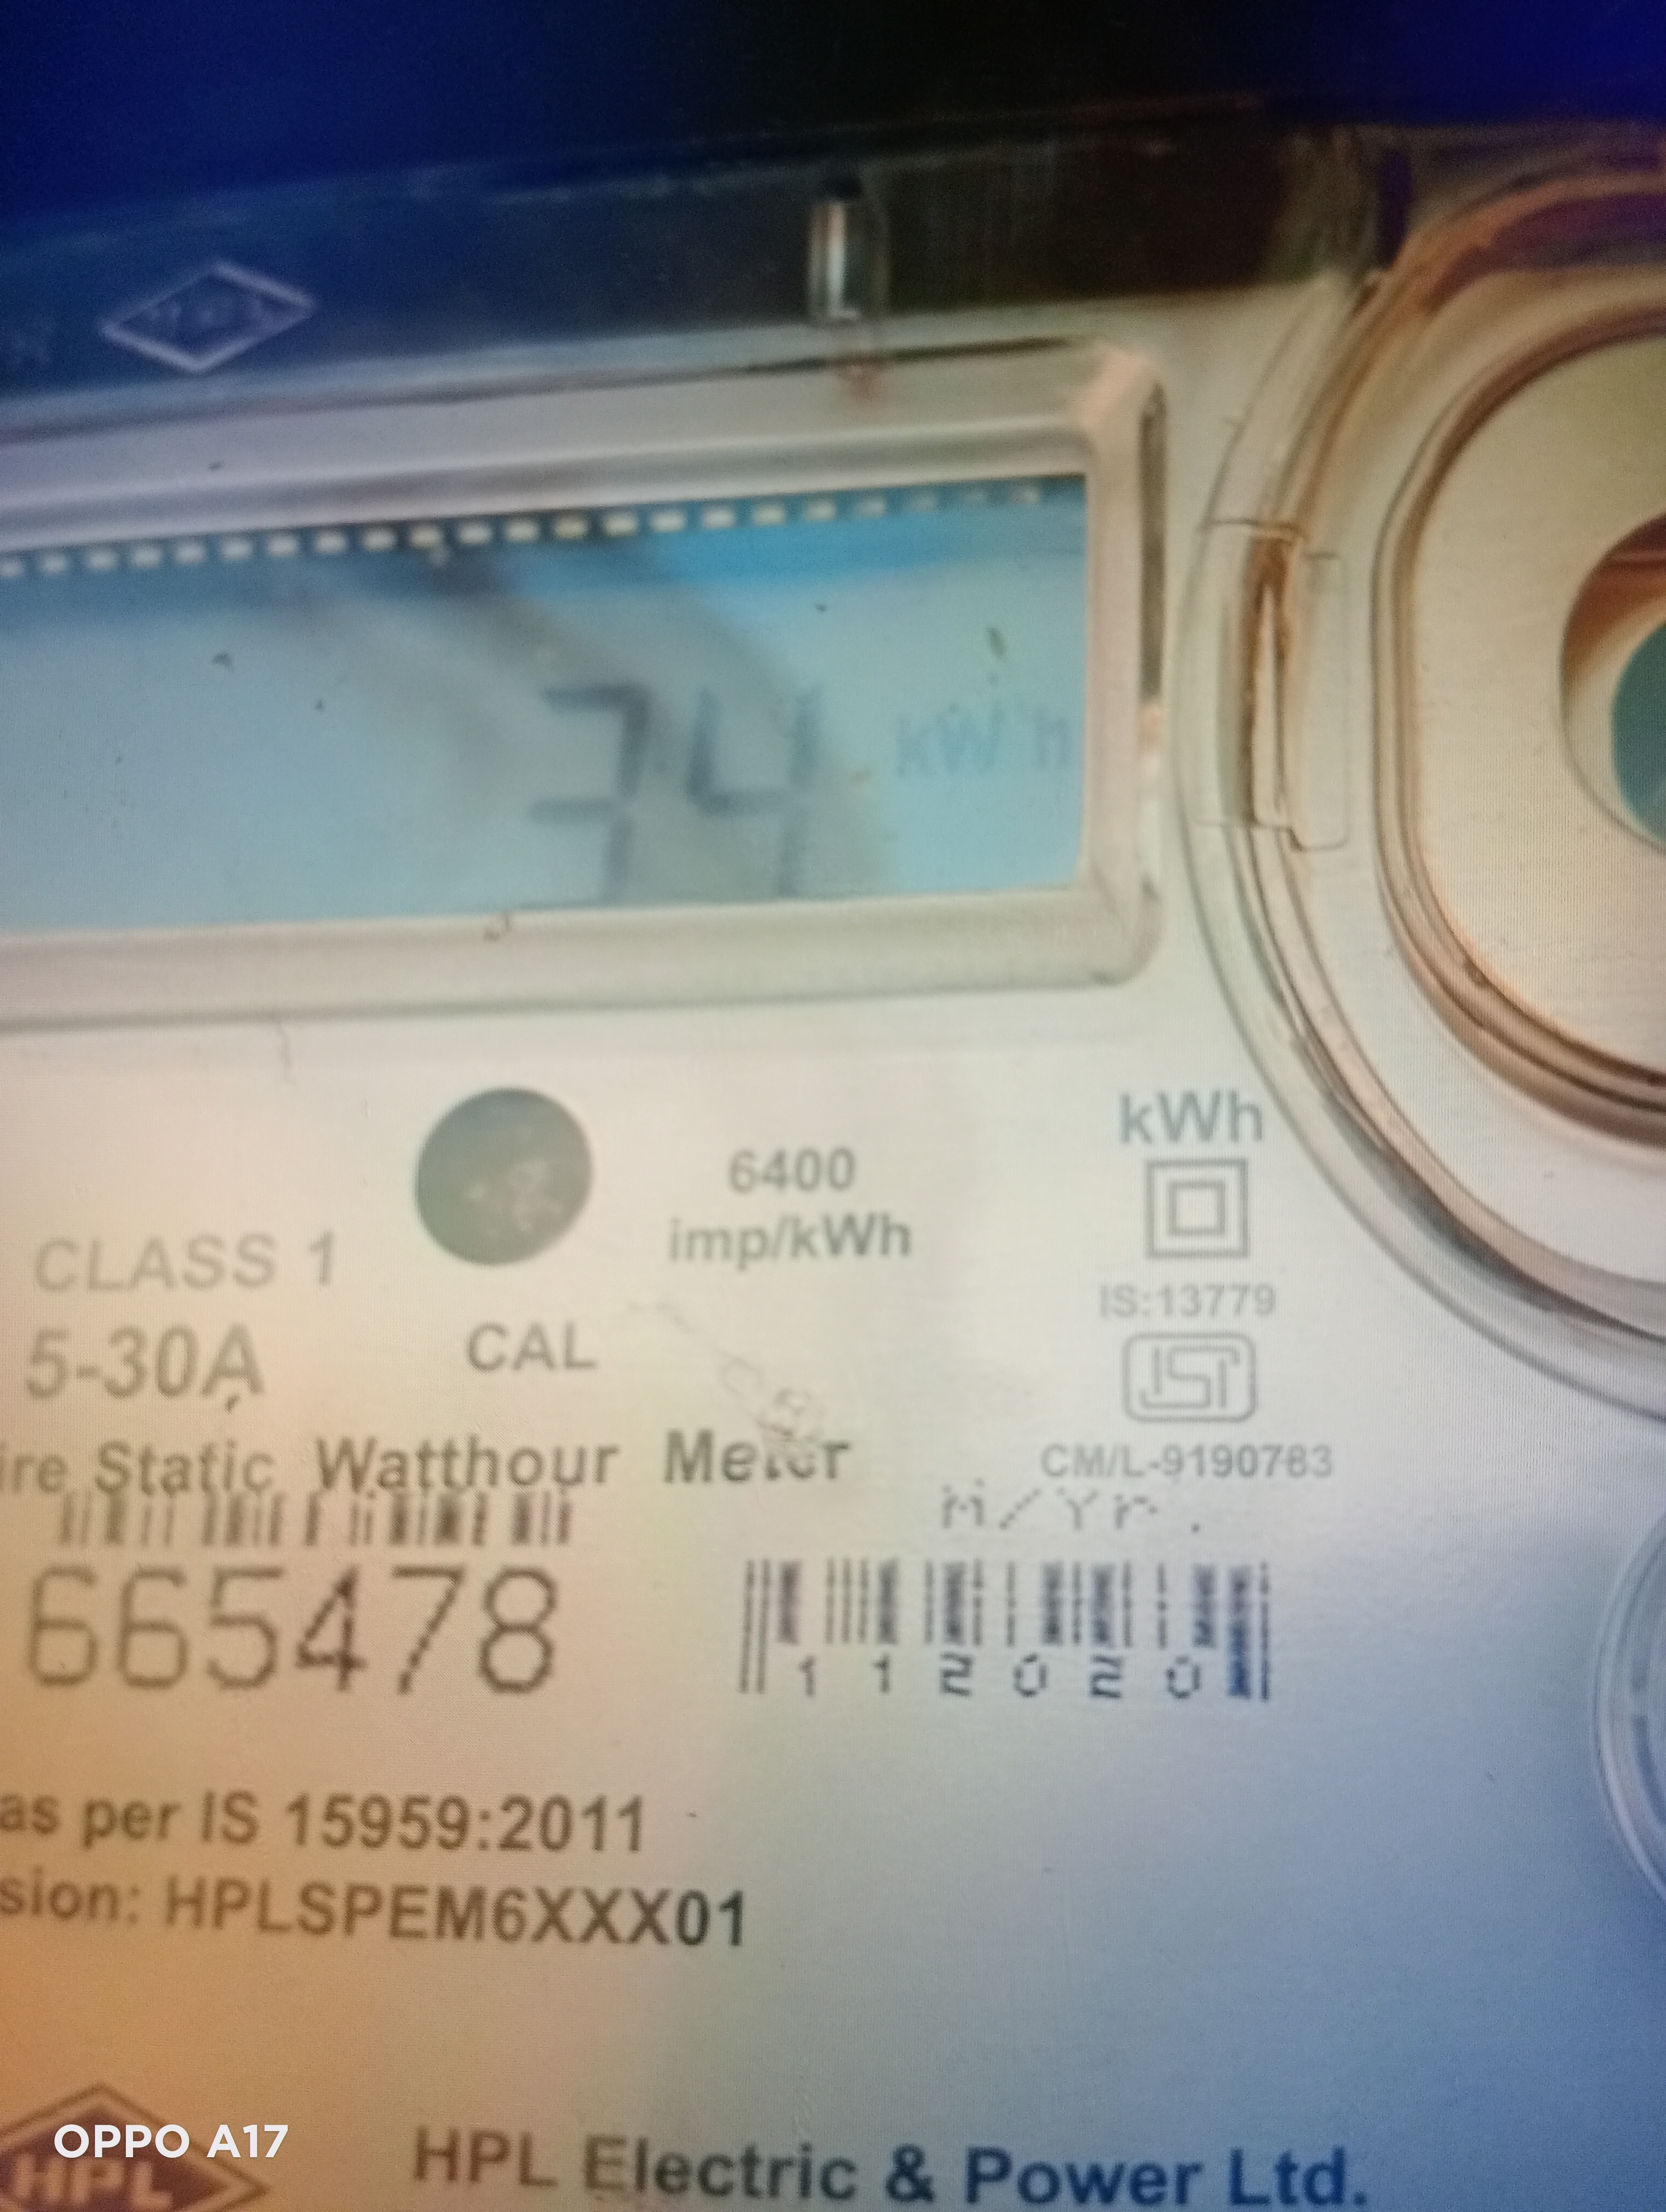 34 kWh
6400
imp/kWh
kWh
CLASS 1
IS:13779
5-30A
CAL
ire Static Watthour Meter
CM/L-9190783
M/Yr.
665478
112020
as per IS 15959:2011
sion: HPLSPEM6XXX01
OPPO A17
HPL
HPL Electric & Power Ltd.